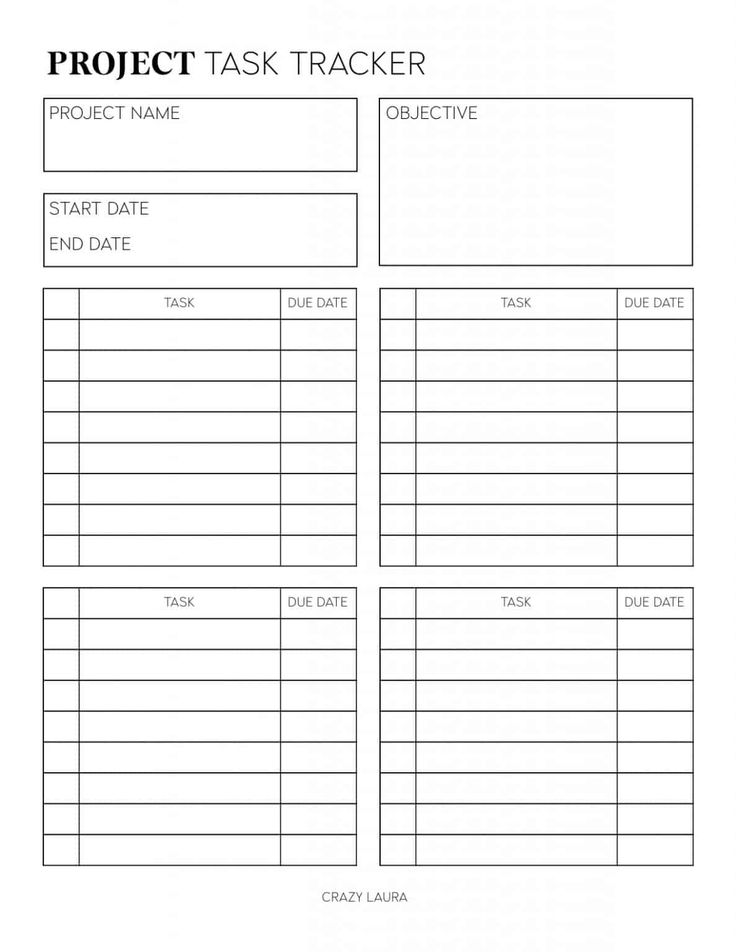 PROJECT TASK TRACKER
PROJECT NAME
OBJECTIVE
START DATE
END DATE
TASK DUE DATE
TASK DUE DATE
TASK DUE DATE
TASK DUE DATE
CRAZY LAURA